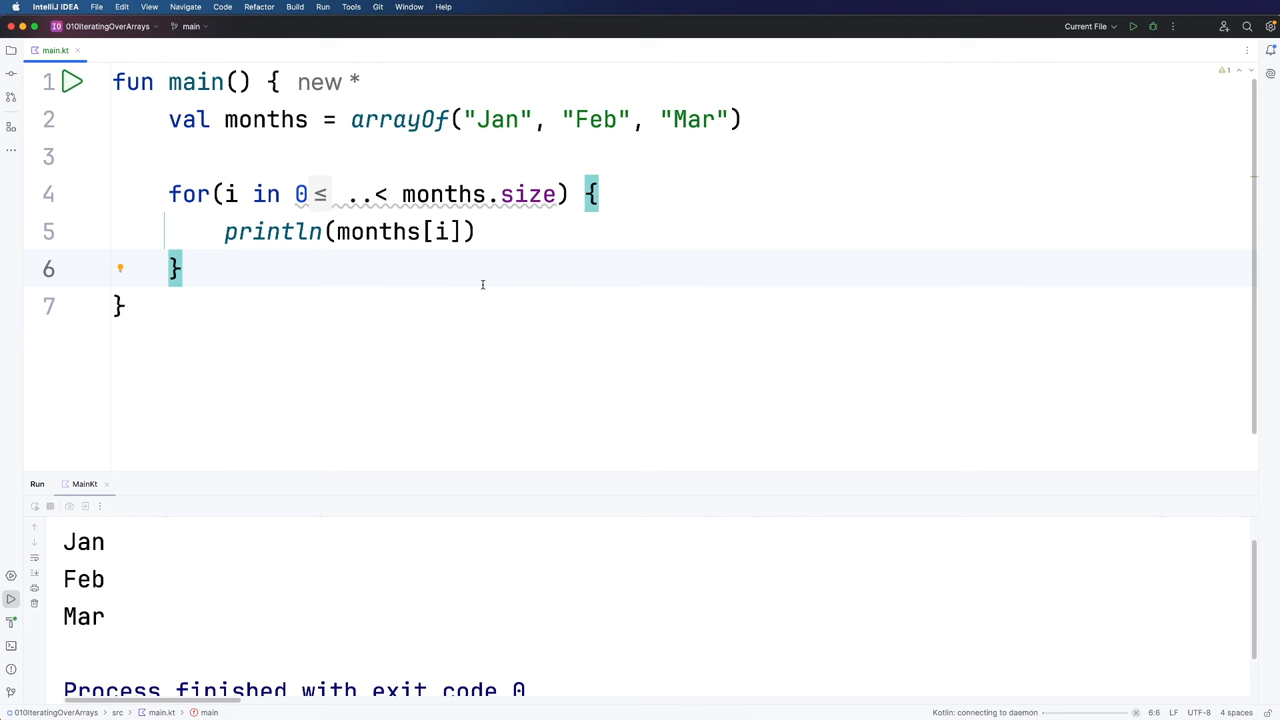 IntelliJ IDEA File Edit View Navigate Code Refactor Build Run Tools Git Window Help
010IteratingOverArrays main Current File
main.kt
1 fun main() { new *
2 val months = arrayOf("Jan", "Feb", "Mar")
3
4 for(i in 0≤ ..< months.size) {
5 println(months[i])
6 }
7 }
1
Run MainKt
Jan
Feb
Mar
Process finished with exit code 0
010IteratingOverArrays src main.kt main Kotlin: connecting to daemon 6:6 LF UTF-8 4 spaces